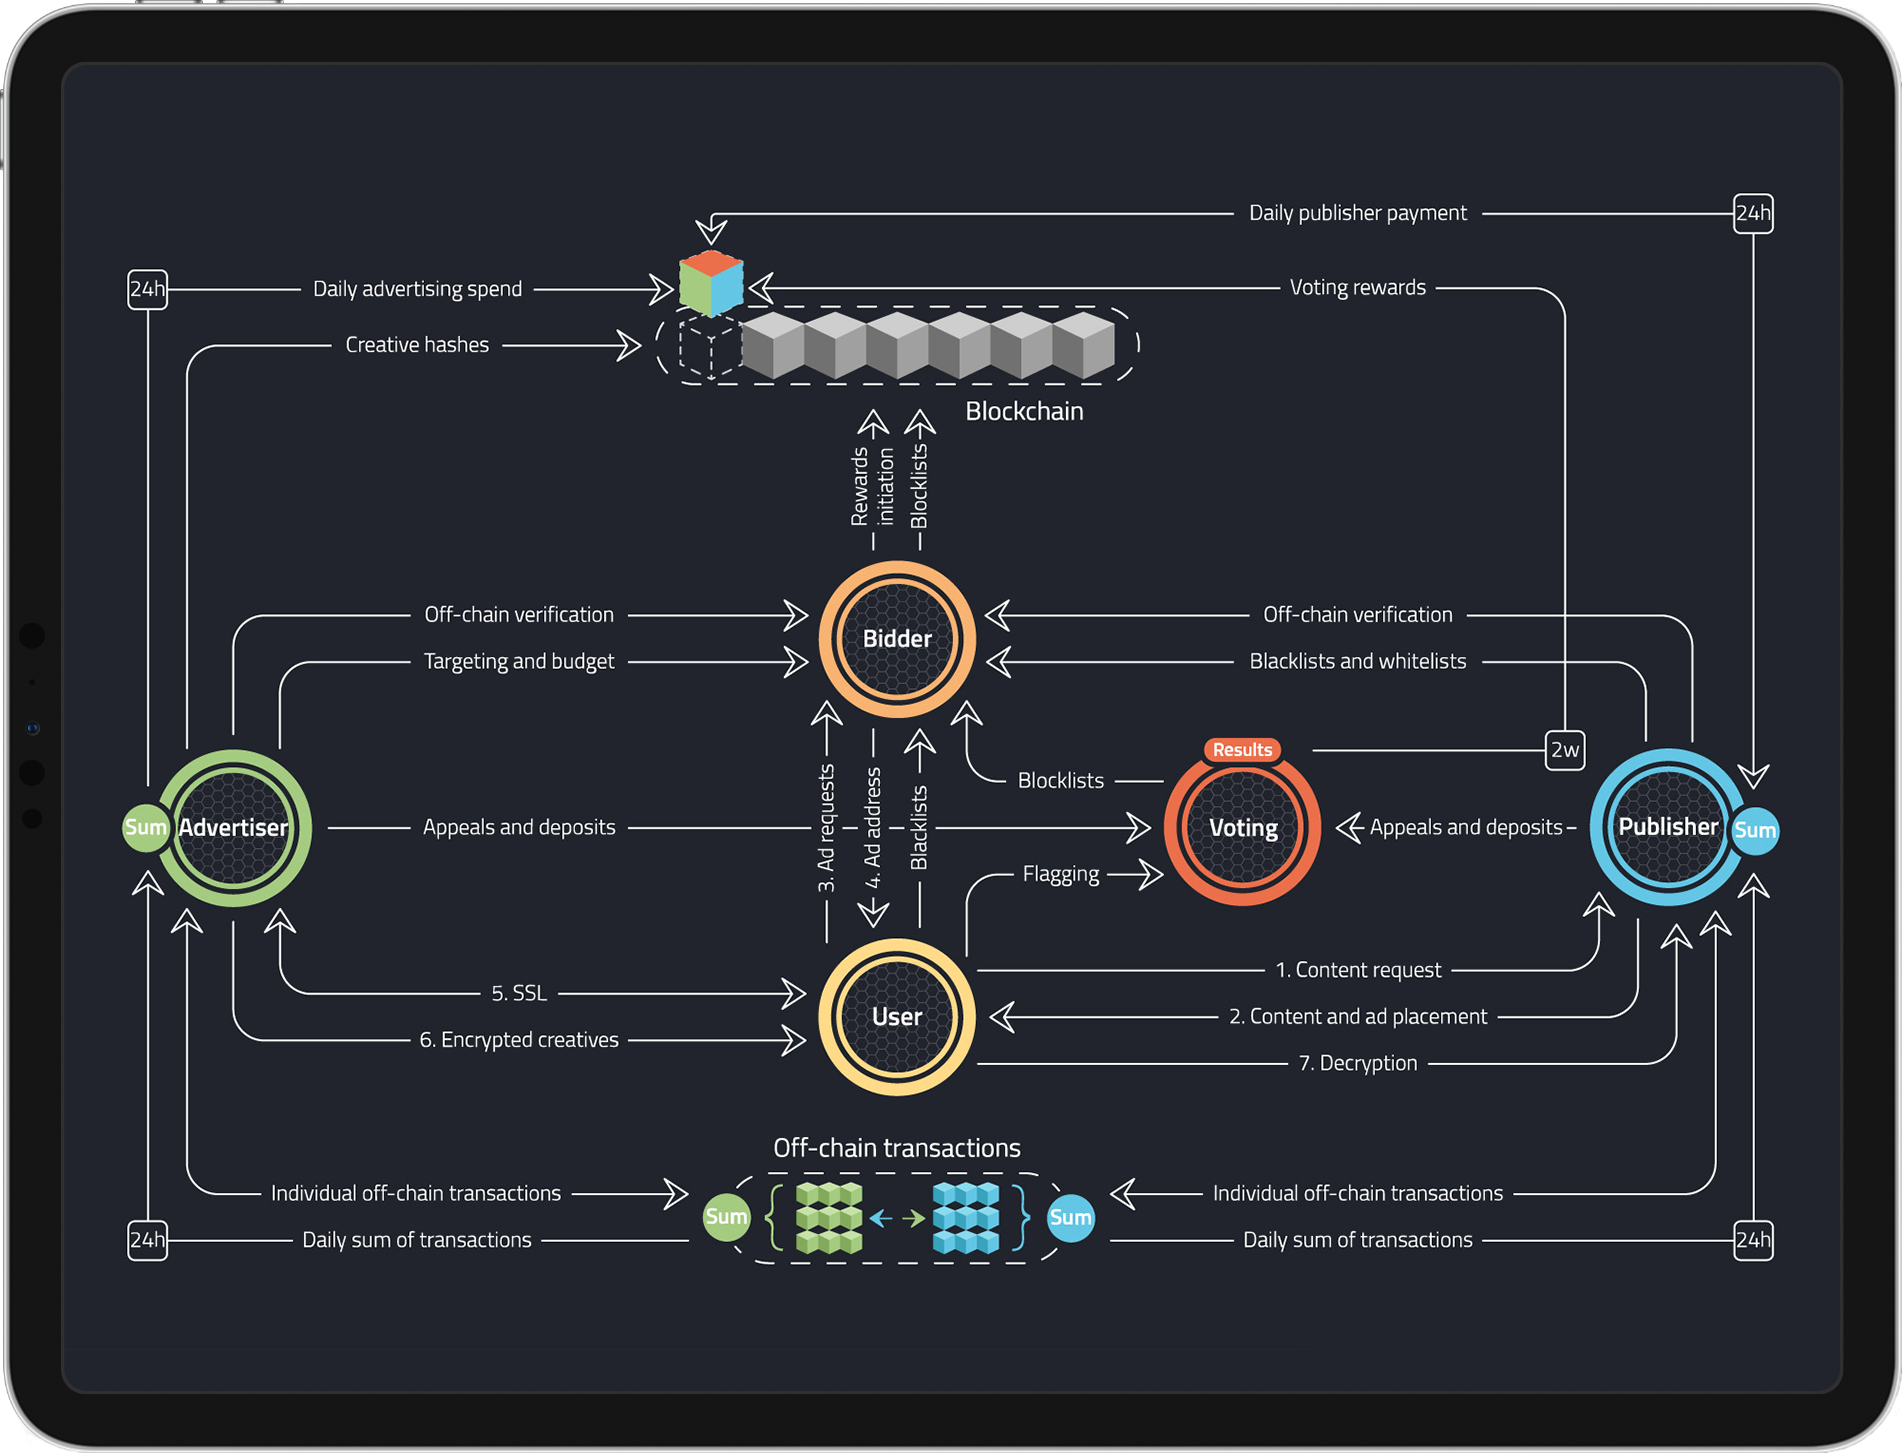 Daily publisher payment
24h
24h
Daily advertising spend
Voting rewards
Creative hashes
Blockchain
Rewards
initiation
Blocklists
Off-chain verification
Bidder
Off-chain verification
Targeting and budget
Blacklists and whitelists
Results
2w
Blocklists
3. Ad requests
4. Ad address
Blacklists
Sum
Advertiser
Appeals and deposits
Voting
Appeals and deposits
Publisher
Sum
Flagging
1. Content request
5. SSL
User
2. Content and ad placement
6. Encrypted creatives
7. Decryption
Off-chain transactions
Individual off-chain transactions
Individual off-chain transactions
Sum
Sum
24h
Daily sum of transactions
Daily sum of transactions
24h